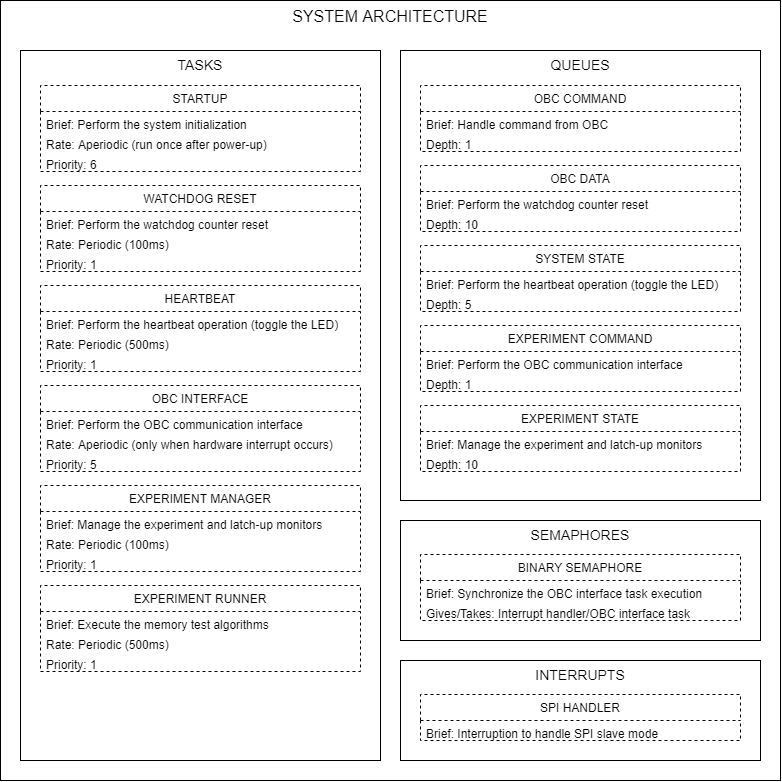 SYSTEM ARCHITECTURE
TASKS
STARTUP
Brief: Perform the system initialization
Rate: Aperiodic (run once after power-up)
Priority: 6
WATCHDOG RESET
Brief: Perform the watchdog counter reset
Rate: Periodic (100ms)
Priority: 1
HEARTBEAT
Brief: Perform the heartbeat operation (toggle the LED)
Rate: Periodic (500ms)
Priority: 1
OBC INTERFACE
Brief: Perform the OBC communication interface
Rate: Aperiodic (only when hardware interrupt occurs)
Priority: 5
EXPERIMENT MANAGER
Brief: Manage the experiment and latch-up monitors
Rate: Periodic (100ms)
Priority: 1
EXPERIMENT RUNNER
Brief: Execute the memory test algorithms
Rate: Periodic (500ms)
Priority: 1
QUEUES
OBC COMMAND
Brief: Handle command from OBC
Depth: 1
OBC DATA
Brief: Perform the watchdog counter reset
Depth: 10
SYSTEM STATE
Brief: Perform the heartbeat operation (toggle the LED)
Depth: 5
EXPERIMENT COMMAND
Brief: Perform the OBC communication interface
Depth: 1
EXPERIMENT STATE
Brief: Manage the experiment and latch-up monitors
Depth: 10
SEMAPHORES
BINARY SEMAPHORE
Brief: Synchronize the OBC interface task execution
Gives/Takes: Interrupt handler/OBC interface task
INTERRUPTS
SPI HANDLER
Brief: Interruption to handle SPI slave mode